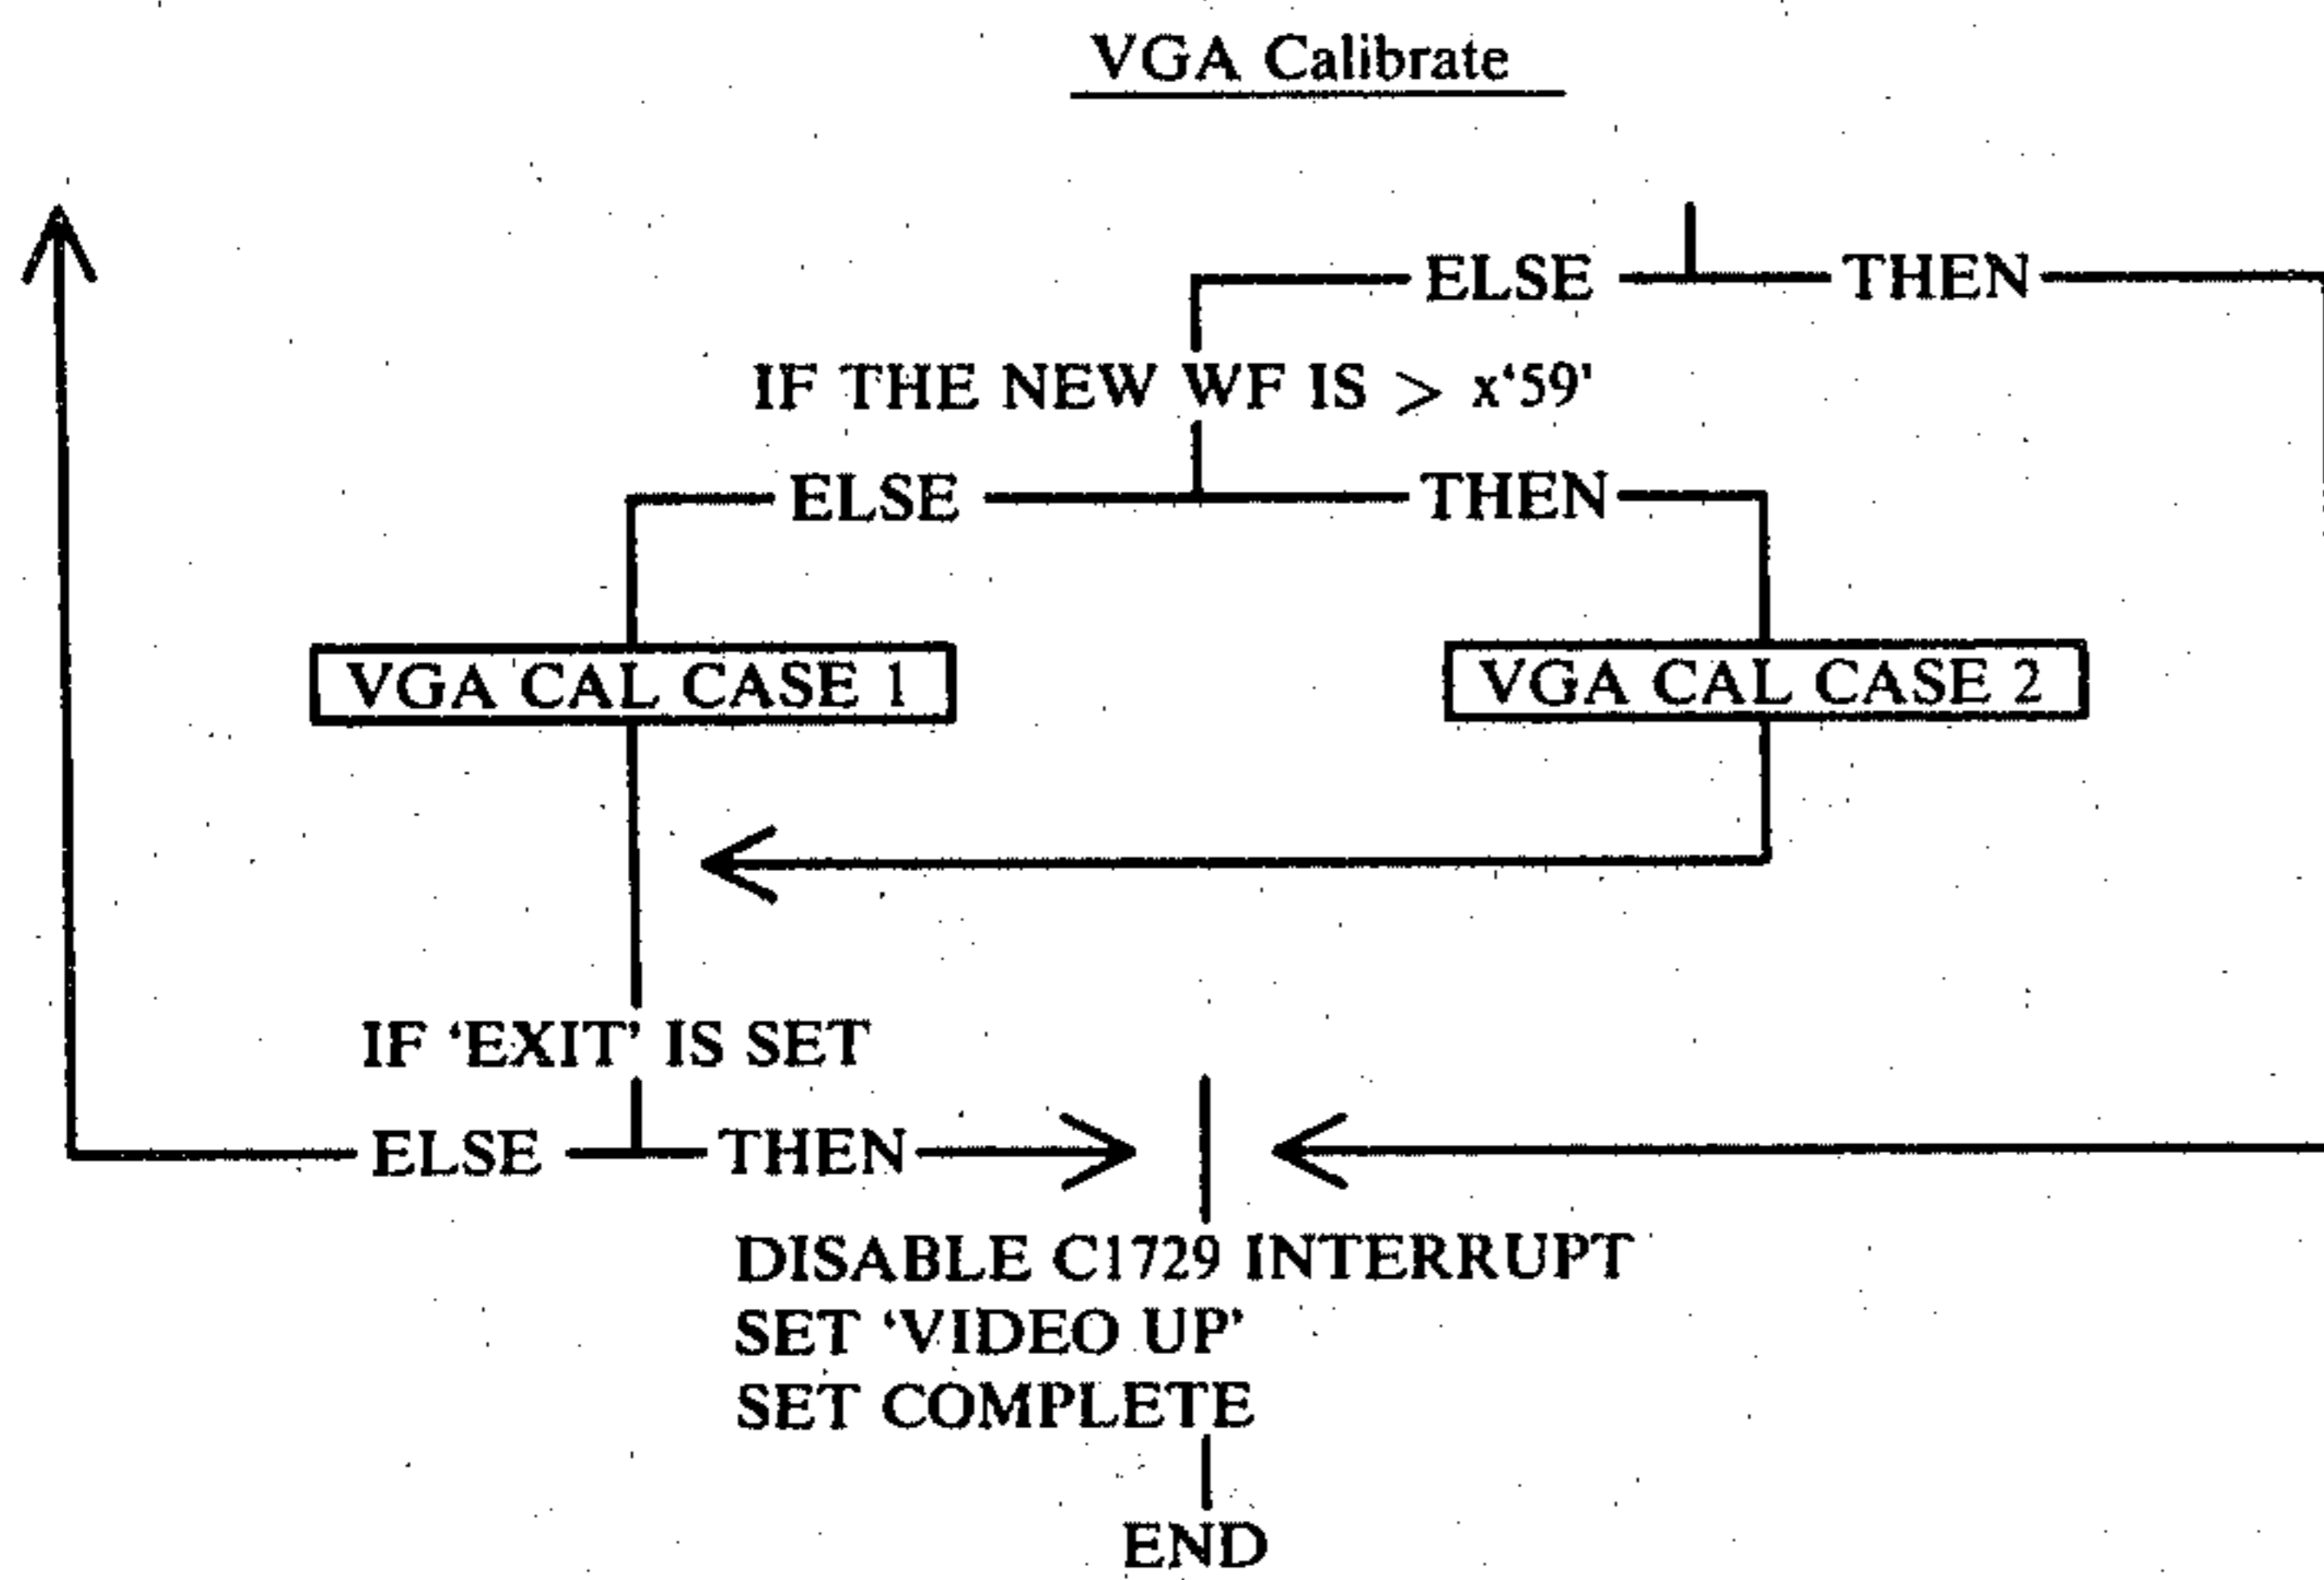 VGA Calibrate
ELSE THEN
IF THE NEW WF IS > x‘59'
ELSE THEN
VGA CAL CASE 1 VGA CAL CASE 2
IF ‘EXIT’ IS SET
ELSE THEN
DISABLE C1729 INTERRUPT
SET ‘VIDEO UP’
SET COMPLETE
END